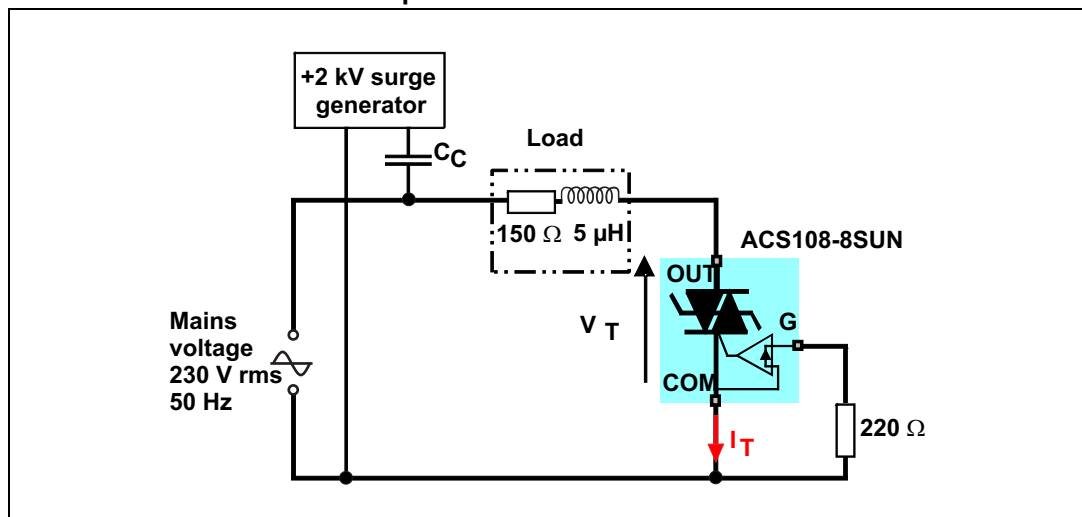 +2 kV surge
generator
CC
Load
150 Ω 5 µH
ACS108-8SUN
OUT
G
V T
COM
Mains
voltage
230 V rms
50 Hz
220 Ω
IT